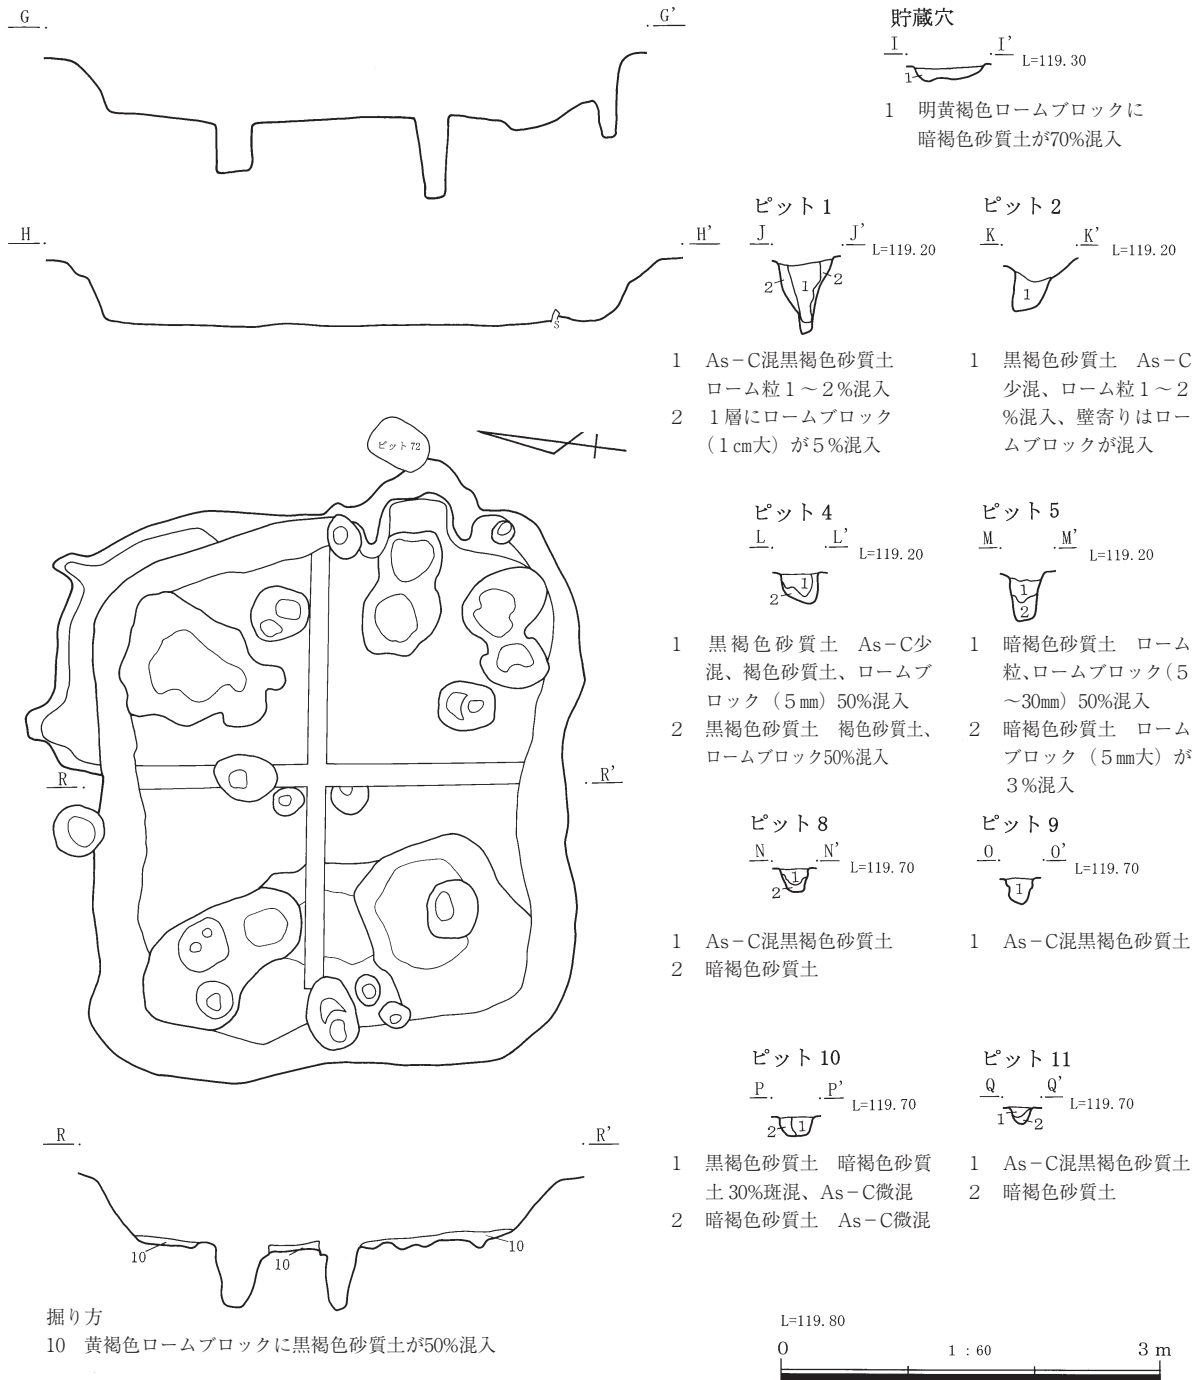 G G'
貯蔵穴
I I' L=119.30
1
1 明黄褐色ロームブロックに
暗褐色砂質土が70%混入
H H'
S
ピット1
J J' L=119.20
2 1 2
1 As−C混黒褐色砂質土
ローム粒1～2%混入
2 1層にロームブロック
(1㎝大)が5%混入
ピット2
K K' L=119.20
1
1 黒褐色砂質土 As−C
少混、ローム粒1～2
%混入、壁寄りはロー
ムブロックが混入
ピット72
ピット4
L L' L=119.20
1
2
1 黒褐色砂質土 As−C少
混、褐色砂質土、ロームブ
ロック(5㎜)50%混入
2 黒褐色砂質土 褐色砂質土、
ロームブロック50%混入
ピット5
M M' L=119.20
1
2
1 暗褐色砂質土 ローム
粒、ロームブロック(5
～30mm)50%混入
2 暗褐色砂質土 ローム
ブロック(5㎜大)が
3%混入
R R'
ピット8
N N' L=119.70
1
2
1 As−C混黒褐色砂質土
2 暗褐色砂質土
ピット9
O O' L=119.70
1
1 As−C混黒褐色砂質土
ピット10
P P' L=119.70
2 1
1 黒褐色砂質土 暗褐色砂質
土30%斑混、As−C微混
2 暗褐色砂質土 As−C微混
ピット11
Q Q' L=119.70
1 2
1 As−C混黒褐色砂質土
2 暗褐色砂質土
R R'
10 10 10
掘り方
10 黄褐色ロームブロックに黒褐色砂質土が50%混入
L=119.80
0 1:60 3m